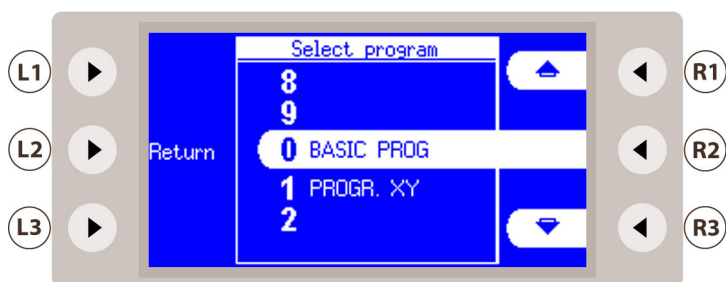 Select program
L1
8
R1
9
L2
Return
0 BASIC PROG
R2
1 PROGR. XY
L3
2
R3